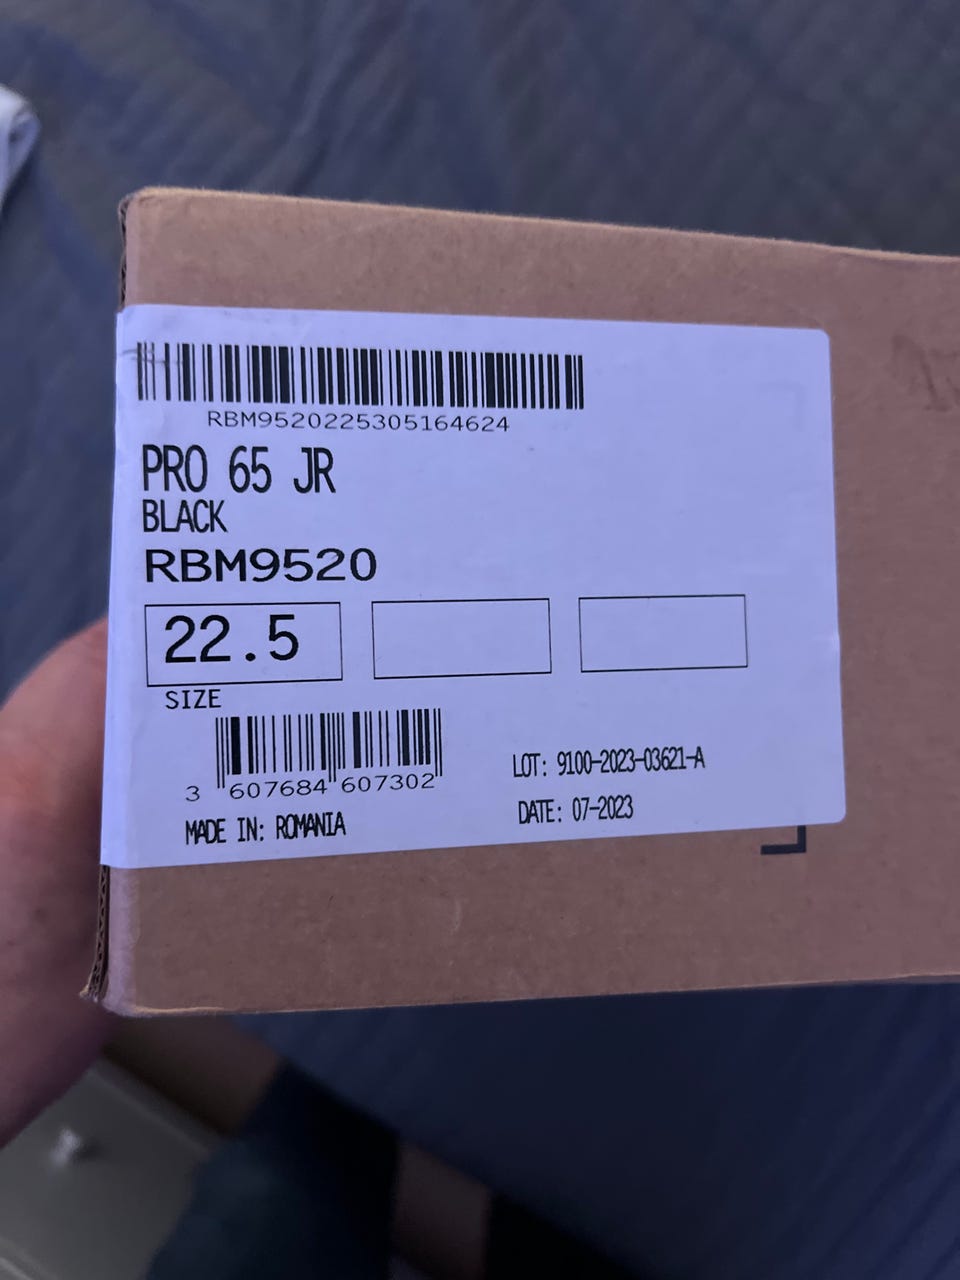 RBM9520225305164624
PRO 65 JR
BLACK
RBM9520
22.5
SIZE
3 607684 607302
LOT: 9100-2023-03621-A
DATE: 07-2023
MADE IN: ROMANIA